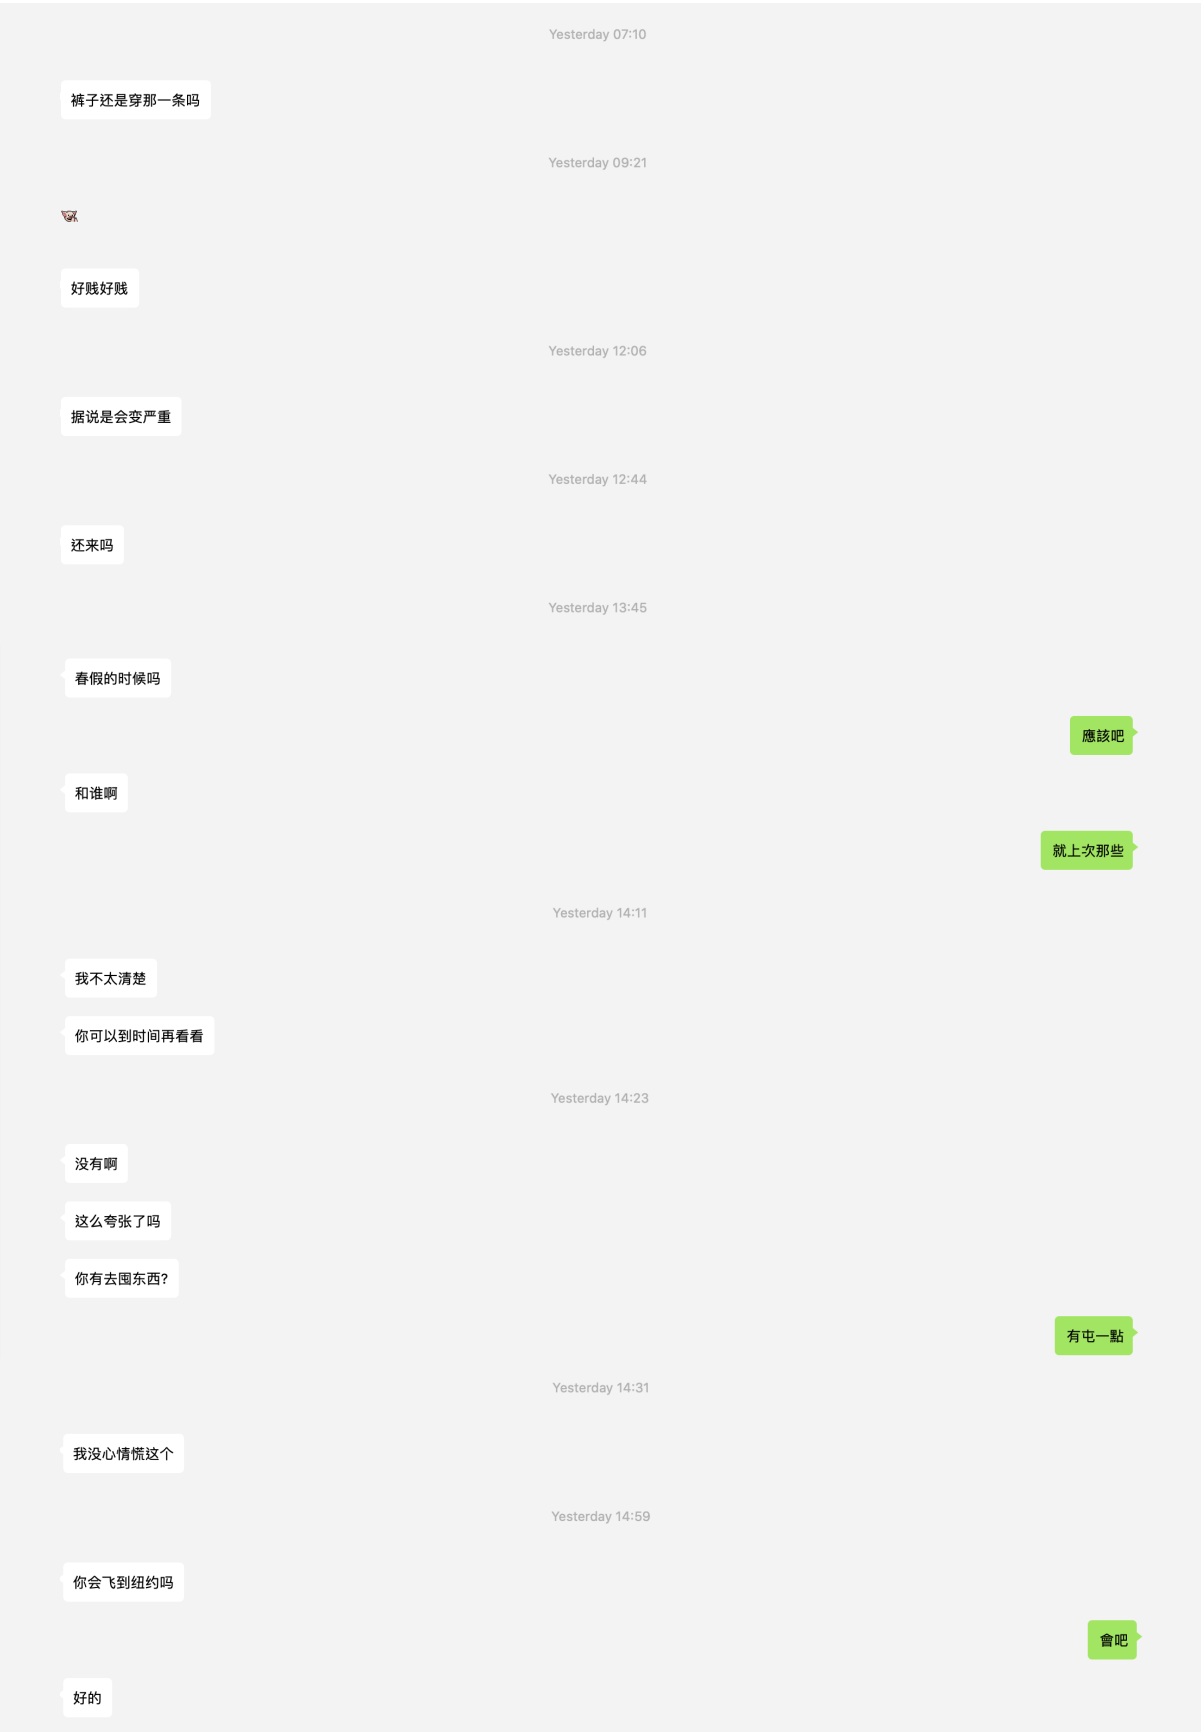 Yesterday 07:10
裤子还是穿那一条吗
Yesterday 09:21
好贱好贱
Yesterday 12:06
据说是会变严重
Yesterday 12:44
还来吗
Yesterday 13:45
春假的时候吗
應該吧
和谁啊
就上次那些
Yesterday 14:11
我不太清楚
你可以到时间再看看
Yesterday 14:23
没有啊
这么夸张了吗
你有去囤东西?
有屯一點
Yesterday 14:31
我没心情慌这个
Yesterday 14:59
你会飞到纽约吗
會吧
好的